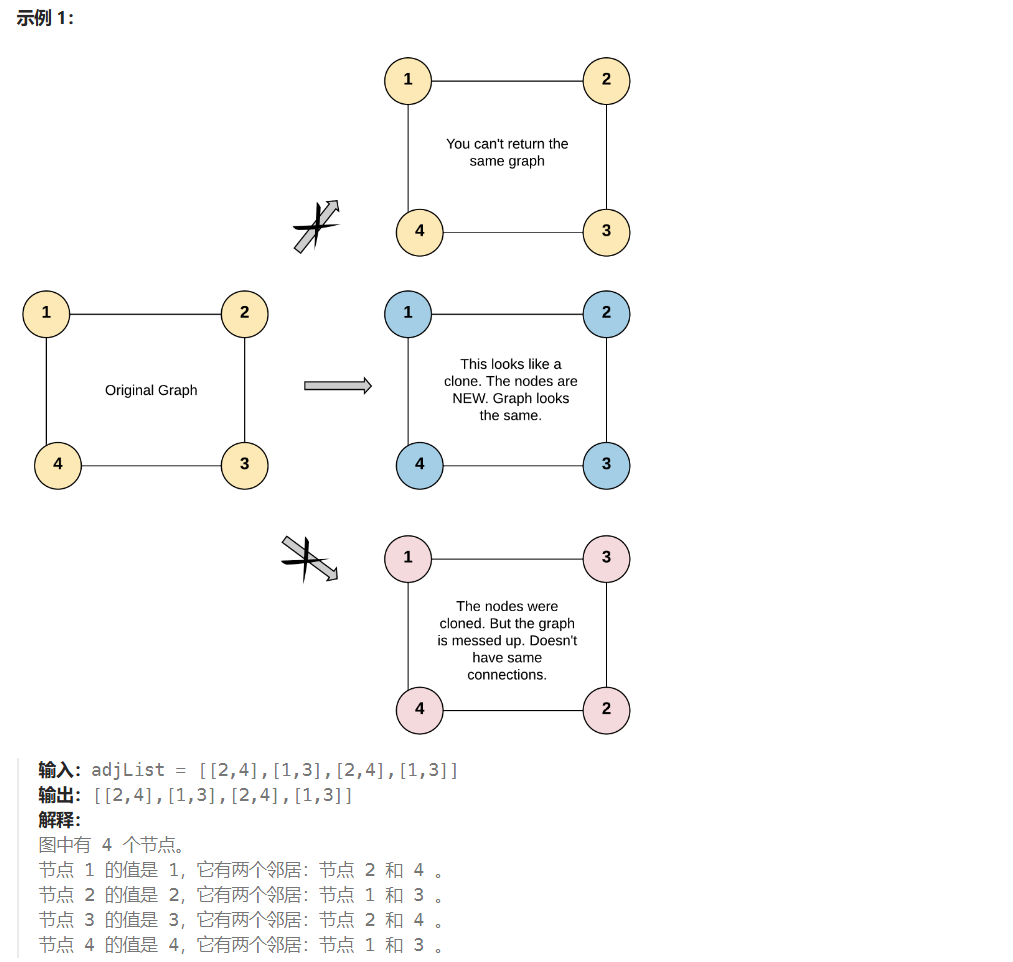 示例 1：
1
2
You can't return the
same graph
4
3
1
2
Original Graph
4
3
1
2
This looks like a
clone. The nodes are
NEW. Graph looks
the same.
4
3
1
3
The nodes were
cloned. But the graph
is messed up. Doesn't
have same
connections.
4
2
输入：adjList = [[2,4],[1,3],[2,4],[1,3]]
输出：[[2,4],[1,3],[2,4],[1,3]]
解释：
图中有 4 个节点。
节点 1 的值是 1，它有两个邻居：节点 2 和 4 。
节点 2 的值是 2，它有两个邻居：节点 1 和 3 。
节点 3 的值是 3，它有两个邻居：节点 2 和 4 。
节点 4 的值是 4，它有两个邻居：节点 1 和 3 。